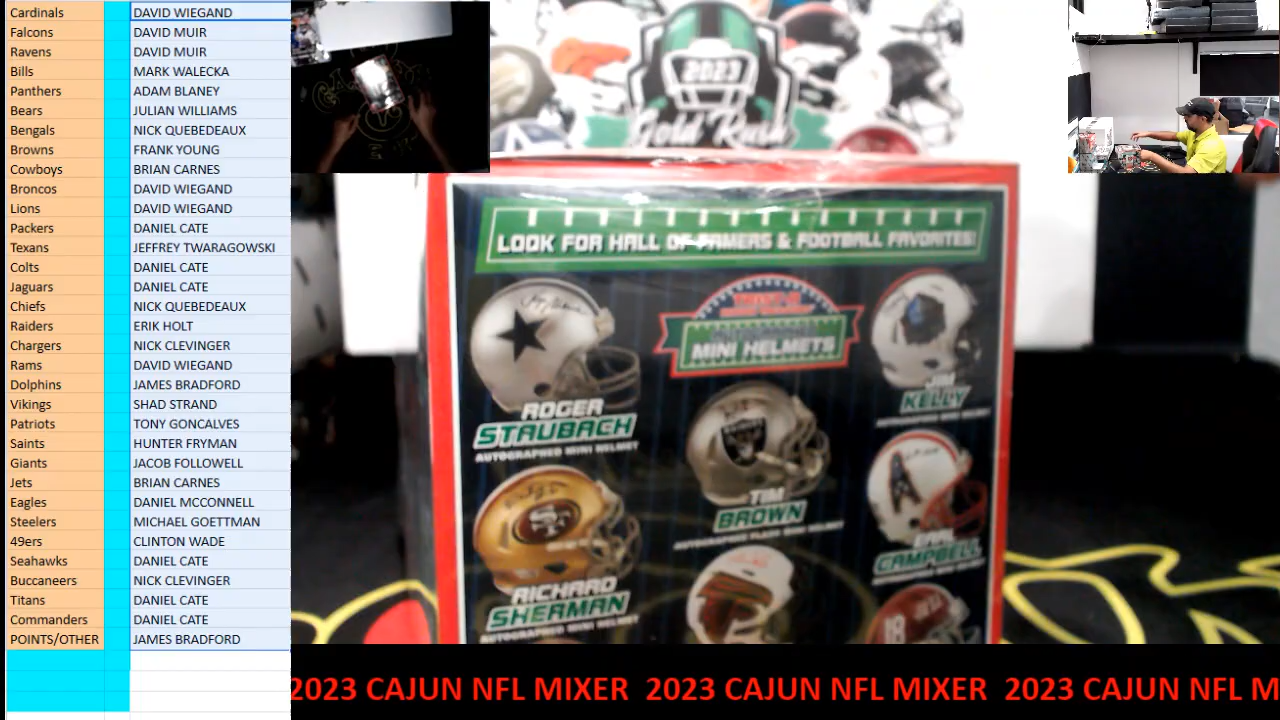 Cardinals DAVID WIEGAND
Falcons DAVID MUIR
Ravens DAVID MUIR
Bills MARK WALECKA
Panthers ADAM BLANEY
Bears JULIAN WILLIAMS
Bengals NICK QUEBEDEAUX
Browns FRANK YOUNG
Cowboys BRIAN CARNES
Broncos DAVID WIEGAND
Lions DAVID WIEGAND
Packers DANIEL CATE
Texans JEFFREY TWARAGOWSKI
Colts DANIEL CATE
Jaguars DANIEL CATE
Chiefs NICK QUEBEDEAUX
Raiders ERIK HOLT
Chargers NICK CLEVINGER
Rams DAVID WIEGAND
Dolphins JAMES BRADFORD
Vikings SHAD STRAND
Patriots TONY GONCALVES
Saints HUNTER FRYMAN
Giants JACOB FOLLOWELL
Jets BRIAN CARNES
Eagles DANIEL MCCONNELL
Steelers MICHAEL GOETTMAN
49ers CLINTON WADE
Seahawks DANIEL CATE
Buccaneers NICK CLEVINGER
Titans DANIEL CATE
Commanders DANIEL CATE
POINTS/OTHER JAMES BRADFORD
2023
Gold Rush
LOOK FOR HALL OF FAMERS & FOOTBALL FAVORITES!
MINI HELMETS
ROGER
STAUBACH
AUTOGRAPHED MINI HELMET
JIM
KELLY
TIM
BROWN
EARL
CAMPBELL
RICHARD
SHERMAN
AUTOGRAPHED MINI HELMET
18
2023 CAJUN NFL MIXER 2023 CAJUN NFL MIXER 2023 CAJUN NFL M